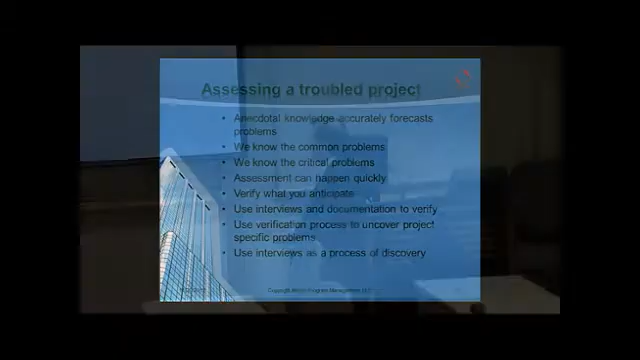 Assessing a troubled project
• Anecdotal knowledge accurately forecasts
problems
• We know the common problems
• We know the critical problems
• Assessment can happen quickly
• Verify what you anticipate
• Use interviews and documentation to verify
• Use verification process to uncover project
specific problems
• Use interviews as a process of discovery
Copyright Program Management